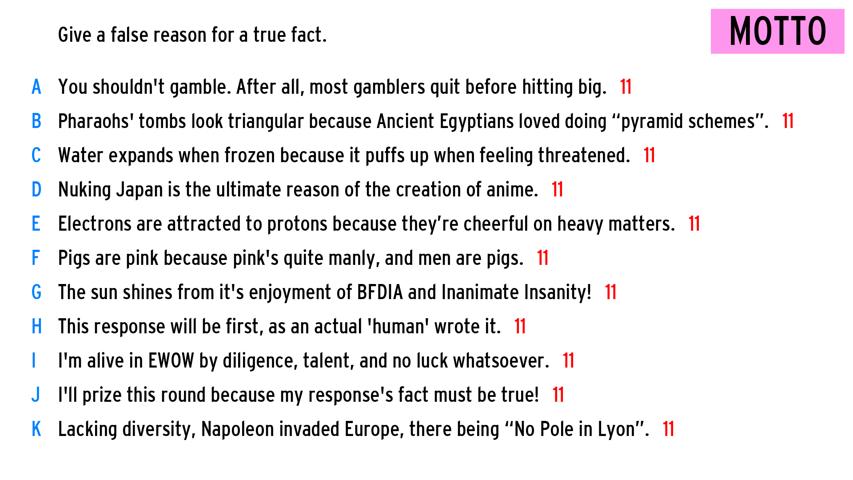 Give a false reason for a true fact.
MOTTO
A You shouldn't gamble. After all, most gamblers quit before hitting big. 11
B Pharaohs' tombs look triangular because Ancient Egyptians loved doing “pyramid schemes”. 11
C Water expands when frozen because it puffs up when feeling threatened. 11
D Nuking Japan is the ultimate reason of the creation of anime. 11
E Electrons are attracted to protons because they’re cheerful on heavy matters. 11
F Pigs are pink because pink's quite manly, and men are pigs. 11
G The sun shines from it's enjoyment of BFDIA and Inanimate Insanity! 11
H This response will be first, as an actual 'human' wrote it. 11
I I'm alive in EWOW by diligence, talent, and no luck whatsoever. 11
J I'll prize this round because my response's fact must be true! 11
K Lacking diversity, Napoleon invaded Europe, there being “No Pole in Lyon”. 11